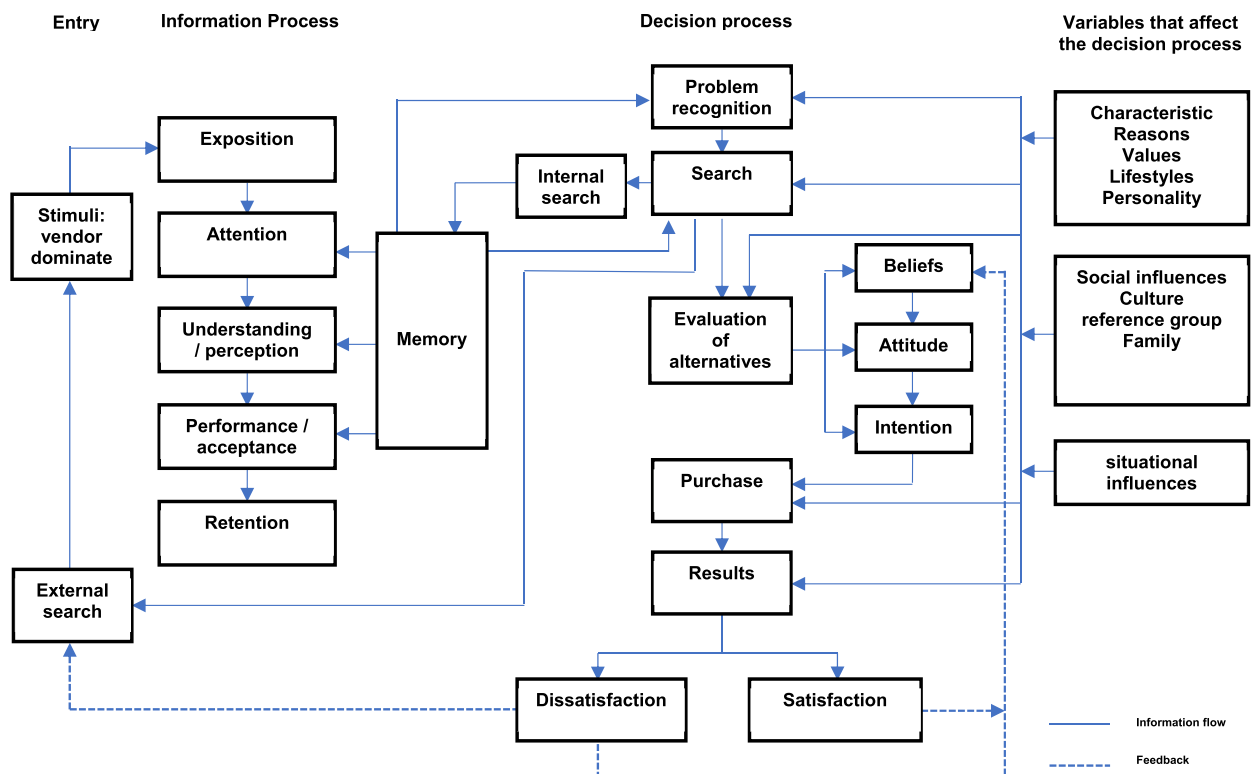 Entry
Information Process
Decision process
Variables that affect
the decision process
Stimuli:
vendor
dominate
External
search
Exposition
Attention
Understanding
/ perception
Performance /
acceptance
Retention
Memory
Internal
search
Problem
recognition
Search
Evaluation
of
alternatives
Beliefs
Attitude
Intention
Purchase
Results
Dissatisfaction
Satisfaction
Characteristic
Reasons
Values
Lifestyles
Personality
Social influences
Culture
reference group
Family
situational
influences
Information flow
Feedback